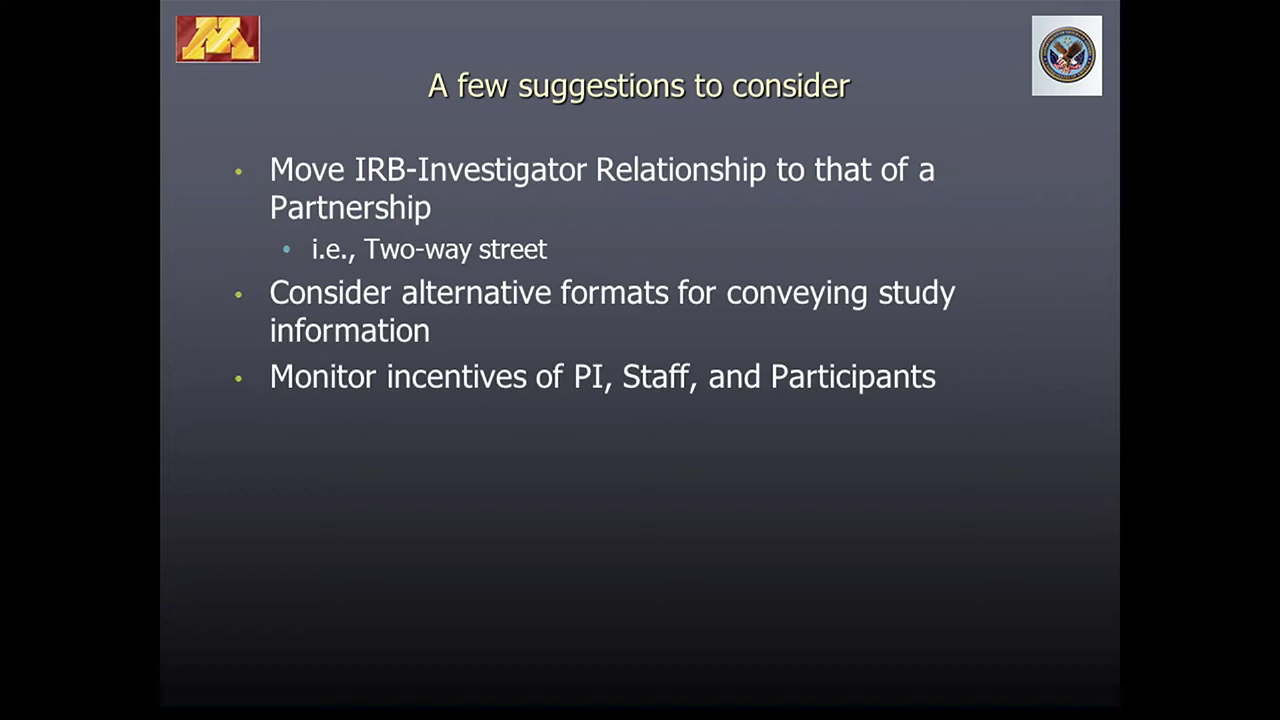 M
A few suggestions to consider
• Move IRB-Investigator Relationship to that of a
Partnership
• i.e., Two-way street
• Consider alternative formats for conveying study
information
• Monitor incentives of PI, Staff, and Participants